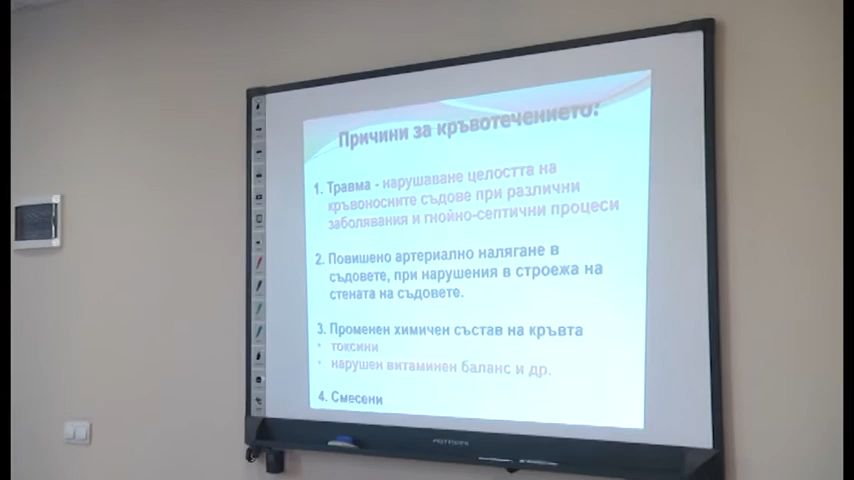 Причини за кръвотечението:
1. Травма - нарушаване целостта на
кръвоносните съдове при различни
заболявания и гнойно-септични процеси
2. Повишено артериално налягане в
съдовете, при нарушения в строежа на
стената на съдовете.
3. Променен химичен състав на кръвта
• токсини
• нарушен витаминен баланс и др.
4. Смесени